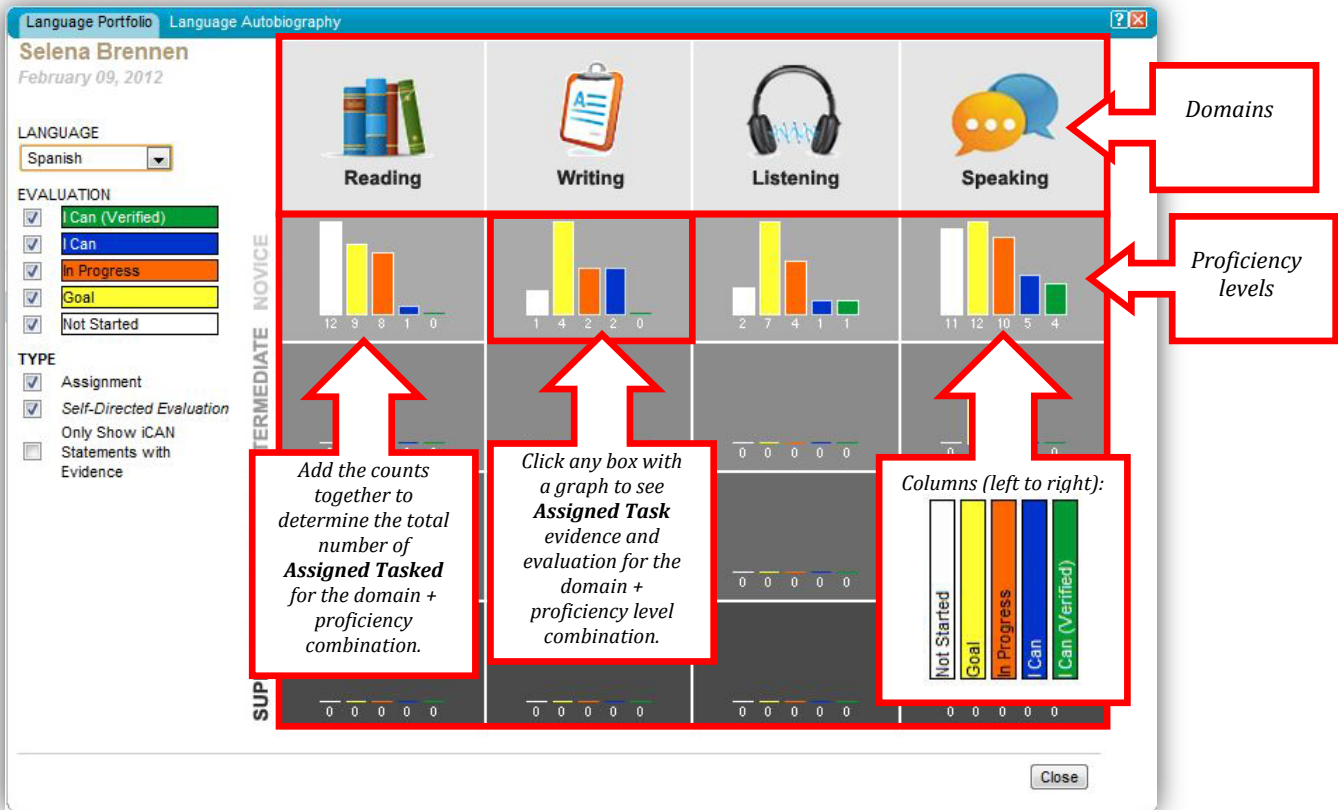 Language Portfolio Language Autobiography
Selena Brennen
February 09, 2012
LANGUAGE
Spanish
EVALUATION
I Can (Verified)
I Can
In Progress
Goal
Not Started
TYPE
Assignment
Self-Directed Evaluation
Only Show iCAN
Statements with
Evidence
Reading
Writing
Listening
Speaking
Domains
Proficiency
levels
NOVICE
12 9 8 1 0
1 4 2 2 0
2 7 4 1 1
11 12 10 5 4
TERMEDIATE
0 0 0 0 0
0 0 0 0 0
SUP
0 0 0 0 0
0 0 0 0 0
0 0 0 0 0
0 0 0 0 0
Add the counts
together to
determine the total
number of
Assigned Tasked
for the domain +
proficiency
combination.
Click any box with
a graph to see
Assigned Task
evidence and
evaluation for the
domain +
proficiency level
combination.
Columns (left to right):
Not Started
Goal
In Progress
I Can
I Can (Verified)
Close